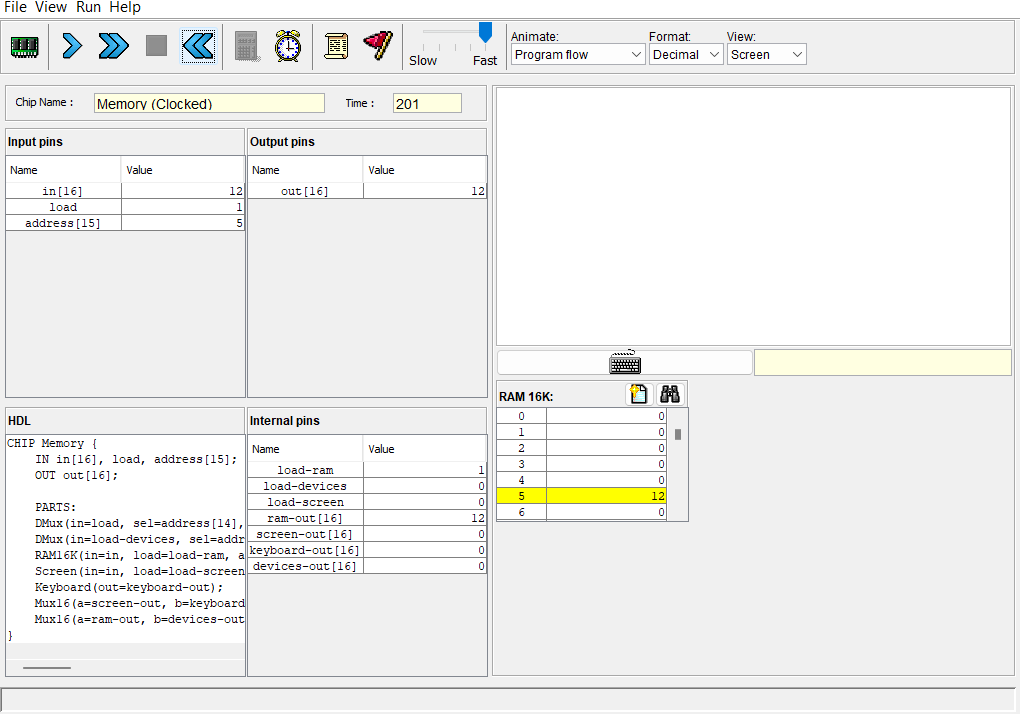 File View Run Help
Slow Fast
Animate: Format: View:
Program flow Decimal Screen
Chip Name : Memory (Clocked) Time : 201
Input pins
Name Value
in[16] 12
load 1
address[15] 5
Output pins
Name Value
out[16] 12
HDL
CHIP Memory {
IN in[16], load, address[15];
OUT out[16];
PARTS:
DMux(in=load, sel=address[14],
DMux(in=load-devices, sel=addr
RAM16K(in=in, load=load-ram, a
Screen(in=in, load=load-screen
Keyboard(out=keyboard-out);
Mux16(a=screen-out, b=keyboard
Mux16(a=ram-out, b=devices-out
}
Internal pins
Name Value
load-ram 1
load-devices 0
load-screen 0
ram-out[16] 12
screen-out[16] 0
keyboard-out[16] 0
devices-out[16] 0
RAM 16K:
0 0
1 0
2 0
3 0
4 0
5 12
6 0